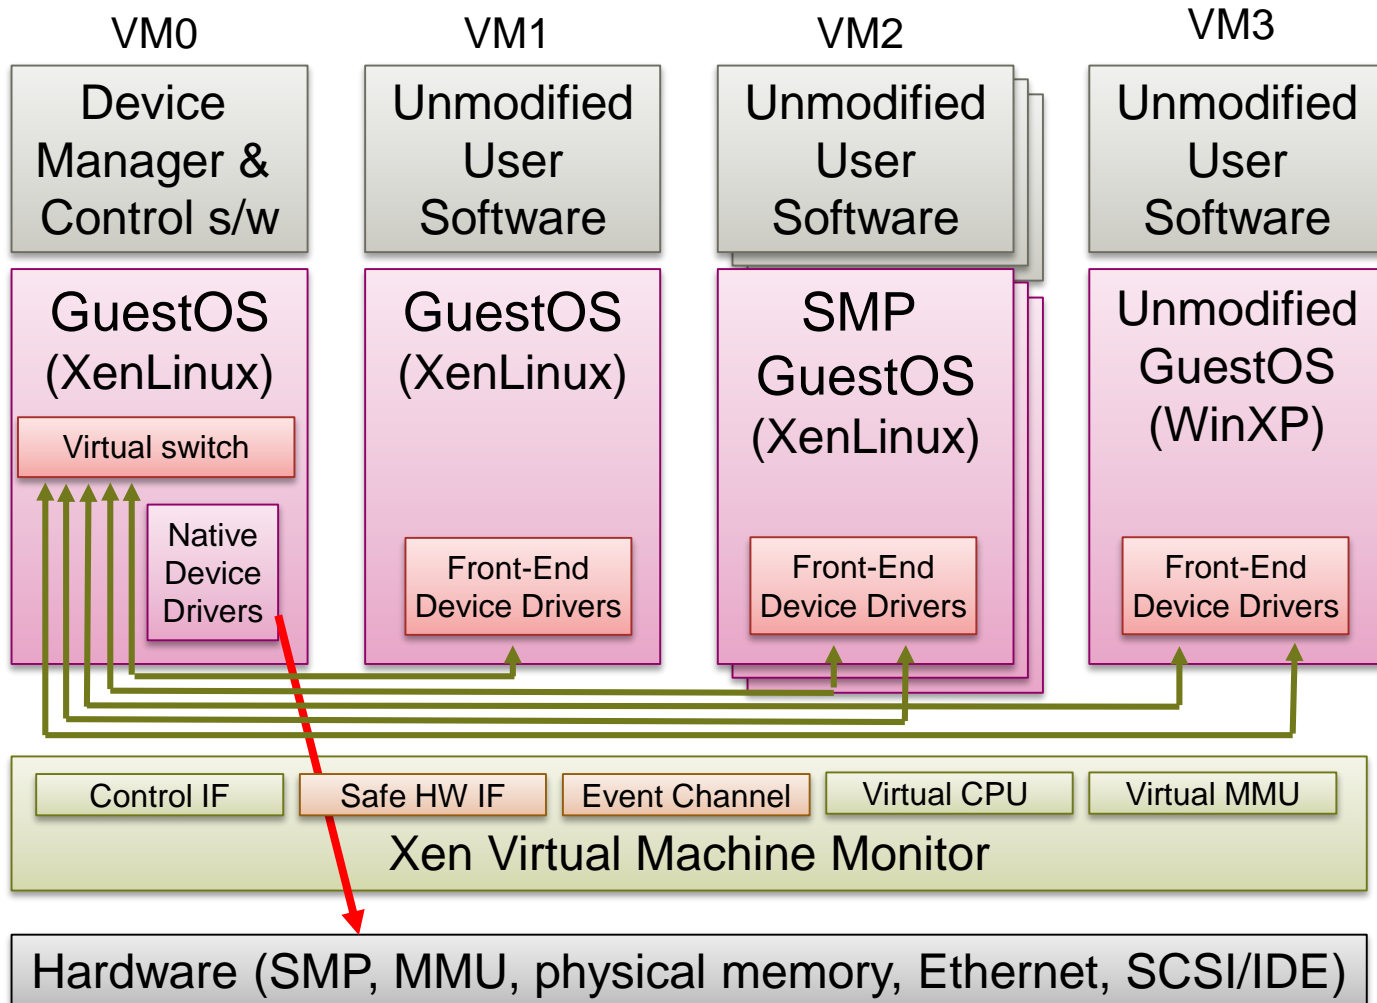 VM0
VM1
VM2
VM3
Device
Manager &
Control s/w
Unmodified
User
Software
Unmodified
User
Software
Unmodified
User
Software
GuestOS
(XenLinux)
Virtual switch
Native
Device
Drivers
GuestOS
(XenLinux)
Front-End
Device Drivers
SMP
GuestOS
(XenLinux)
Front-End
Device Drivers
Unmodified
GuestOS
(WinXP)
Front-End
Device Drivers
Control IF
Safe HW IF
Event Channel
Virtual CPU
Virtual MMU
Xen Virtual Machine Monitor
Hardware (SMP, MMU, physical memory, Ethernet, SCSI/IDE)